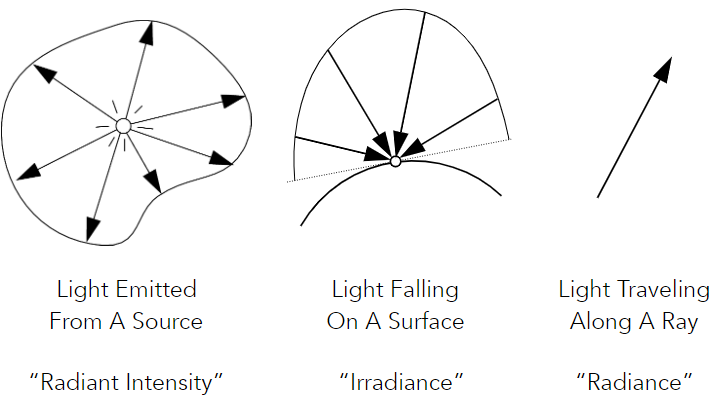 Light Emitted
From A Source
"Radiant Intensity"
Light Falling
On A Surface
"Irradiance"
Light Traveling
Along A Ray
"Radiance"